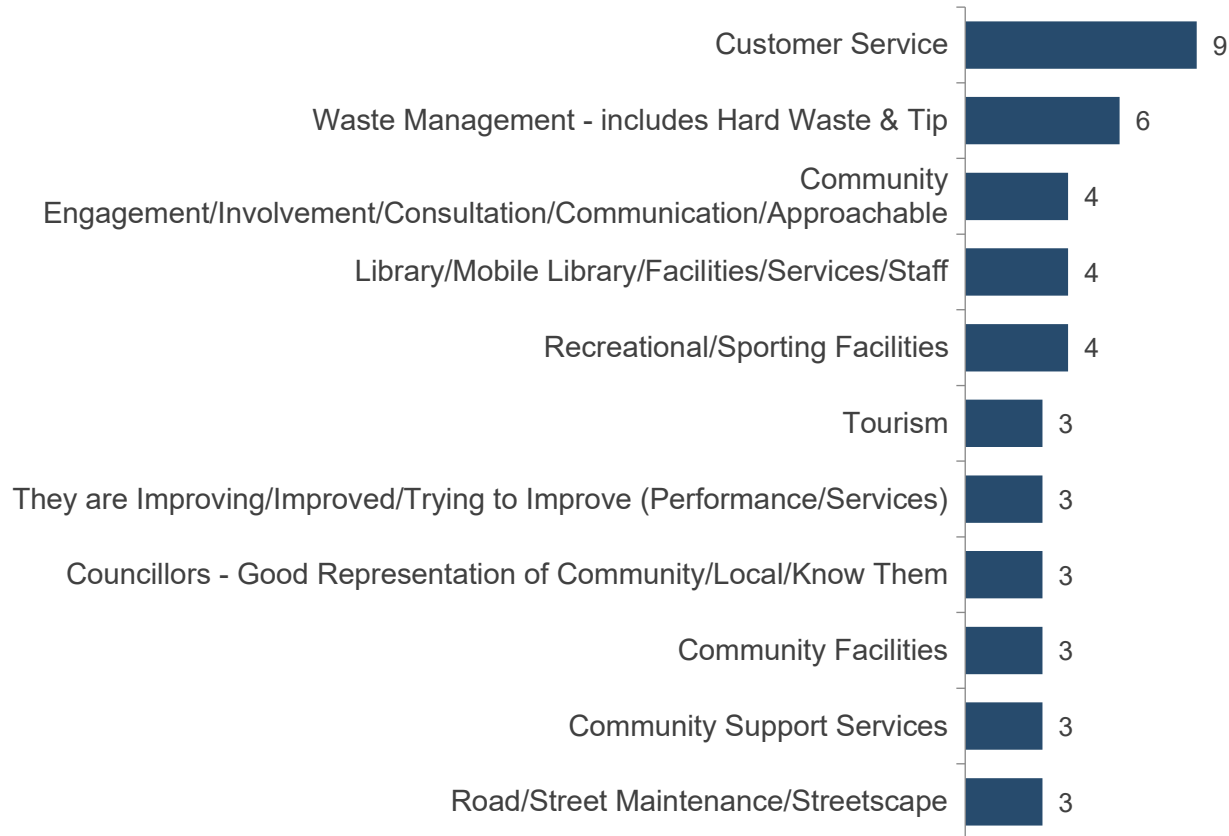 Customer Service 9
Waste Management - includes Hard Waste & Tip 6
Community
Engagement/Involvement/Consultation/Communication/Approachable 4
Library/Mobile Library/Facilities/Services/Staff 4
Recreational/Sporting Facilities 4
Tourism 3
They are Improving/Improved/Trying to Improve (Performance/Services) 3
Councillors - Good Representation of Community/Local/Know Them 3
Community Facilities 3
Community Support Services 3
Road/Street Maintenance/Streetscape 3